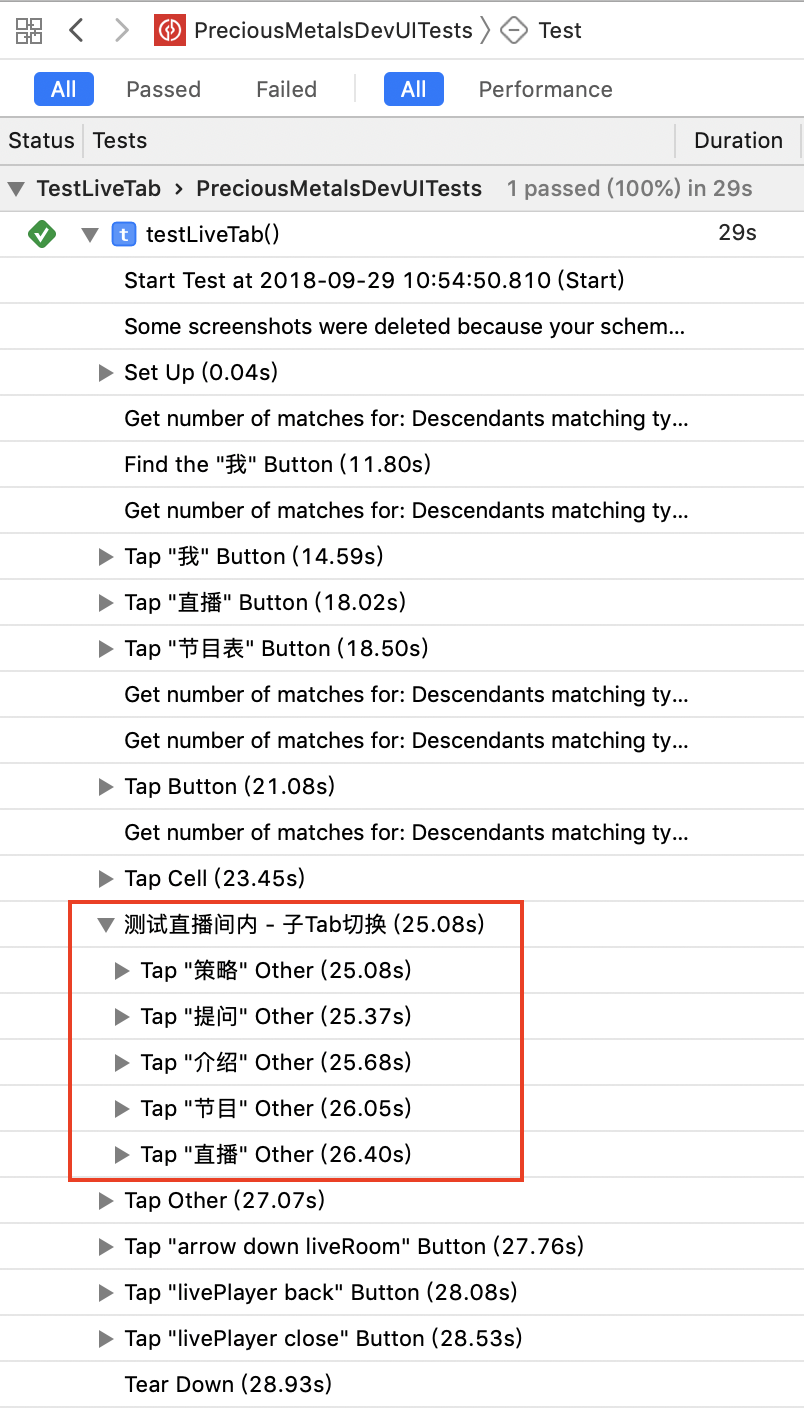 PreciousMetalsDevUITests Test
All Passed Failed All Performance
Status Tests Duration
TestLiveTab › PreciousMetalsDevUITests 1 passed (100%) in 29s
t testLiveTab() 29s
Start Test at 2018-09-29 10:54:50.810 (Start)
Some screenshots were deleted because your schem...
Set Up (0.04s)
Get number of matches for: Descendants matching ty...
Find the "我" Button (11.80s)
Get number of matches for: Descendants matching ty...
Tap "我" Button (14.59s)
Tap "直播" Button (18.02s)
Tap "节目表" Button (18.50s)
Get number of matches for: Descendants matching ty...
Get number of matches for: Descendants matching ty...
Tap Button (21.08s)
Get number of matches for: Descendants matching ty...
Tap Cell (23.45s)
测试直播间内 - 子Tab切换 (25.08s)
Tap "策略" Other (25.08s)
Tap "提问" Other (25.37s)
Tap "介绍" Other (25.68s)
Tap "节目" Other (26.05s)
Tap "直播" Other (26.40s)
Tap Other (27.07s)
Tap "arrow down liveRoom" Button (27.76s)
Tap "livePlayer back" Button (28.08s)
Tap "livePlayer close" Button (28.53s)
Tear Down (28.93s)